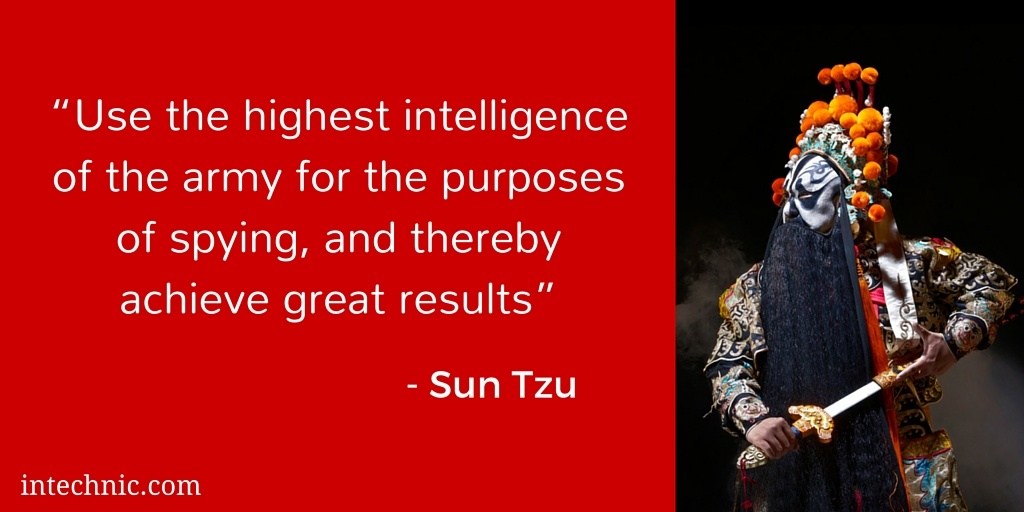 “Use the highest intelligence
of the army for the purposes
of spying, and thereby
achieve great results”
- Sun Tzu
intechnic.com